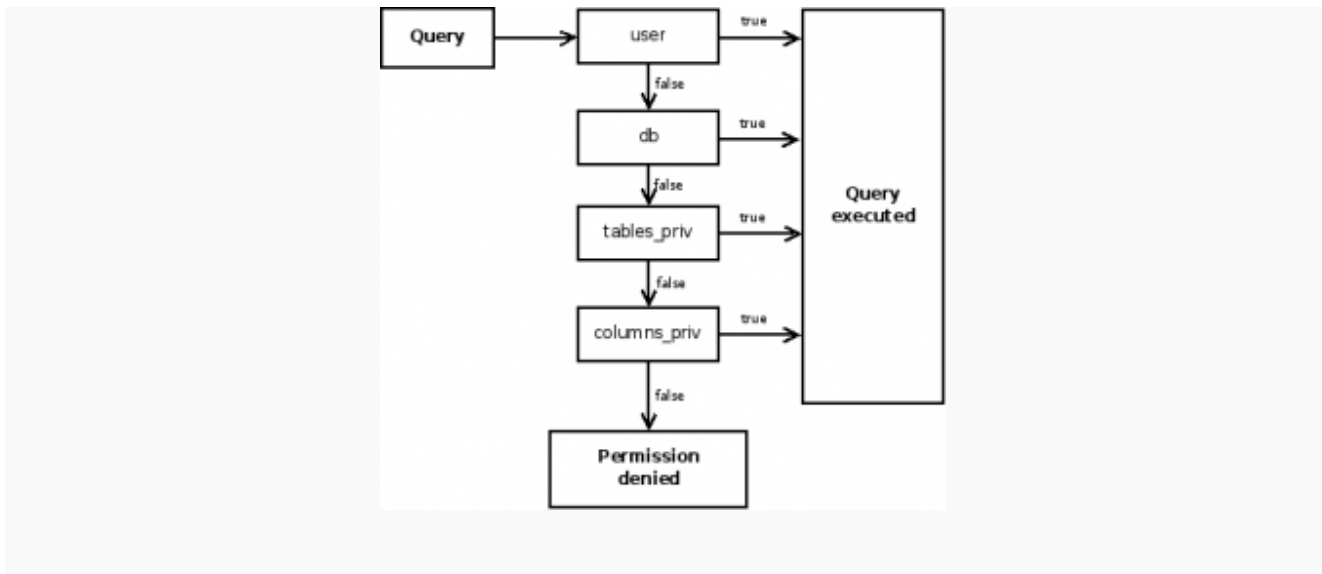 Query
user
true
false
db
true
false
tables_priv
true
false
columns_priv
true
false
Query
executed
Permission
denied